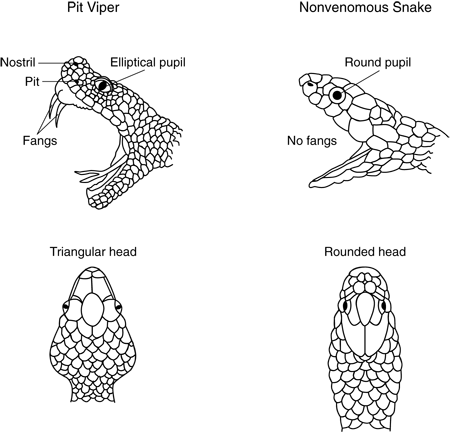 Pit Viper
Nonvenomous Snake
Nostril
Elliptical pupil
Round pupil
Pit
Fangs
No fangs
Triangular head
Rounded head